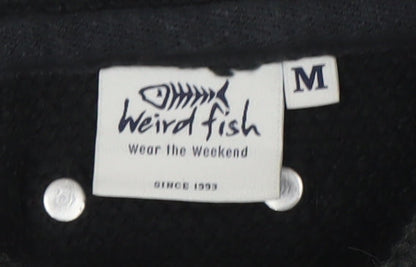 Weird fish
Wear the Weekend
SINCE 1993
M